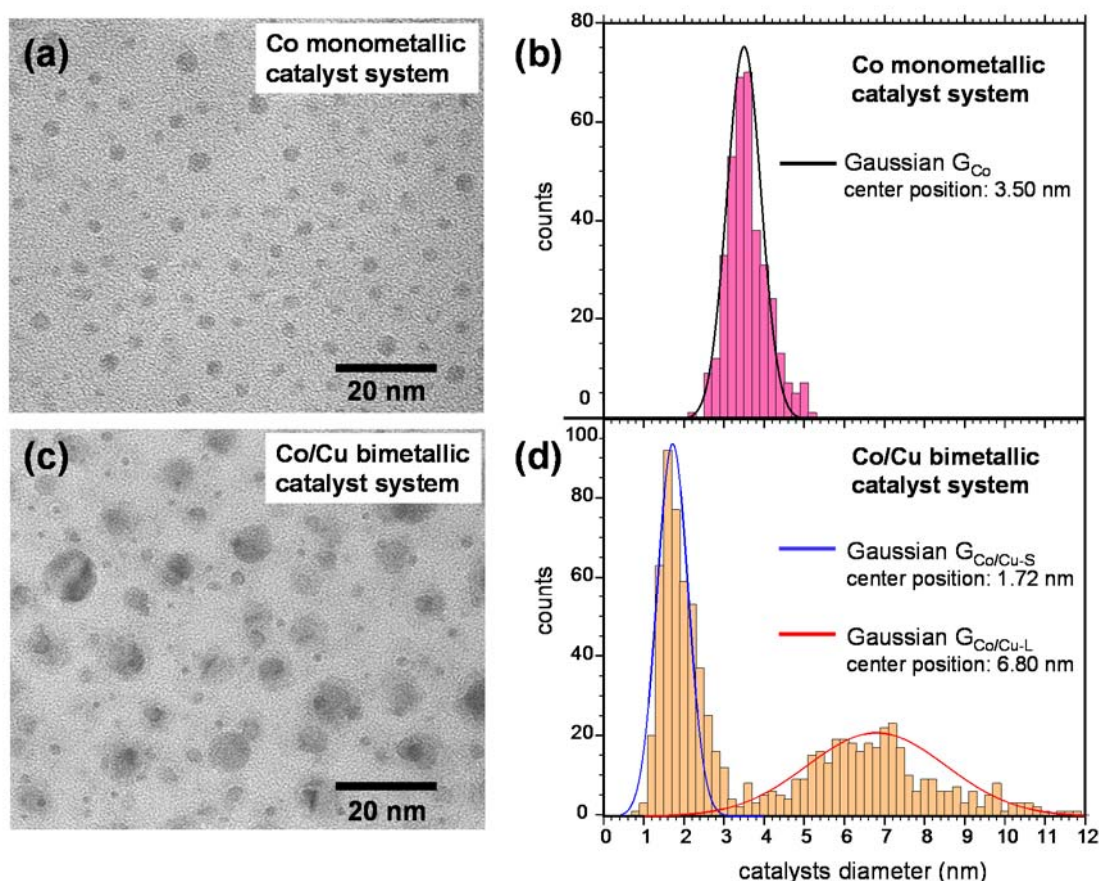 (a)
Co monometallic
catalyst system
20 nm
(b)
Co monometallic
catalyst system
Gaussian G_Co
center position: 3.50 nm
counts
80
60
40
20
0
(c)
Co/Cu bimetallic
catalyst system
20 nm
(d)
Co/Cu bimetallic
catalyst system
Gaussian G_Co/Cu-S
center position: 1.72 nm
Gaussian G_Co/Cu-L
center position: 6.80 nm
counts
100
80
60
40
20
0
0 1 2 3 4 5 6 7 8 9 10 11 12
catalysts diameter (nm)